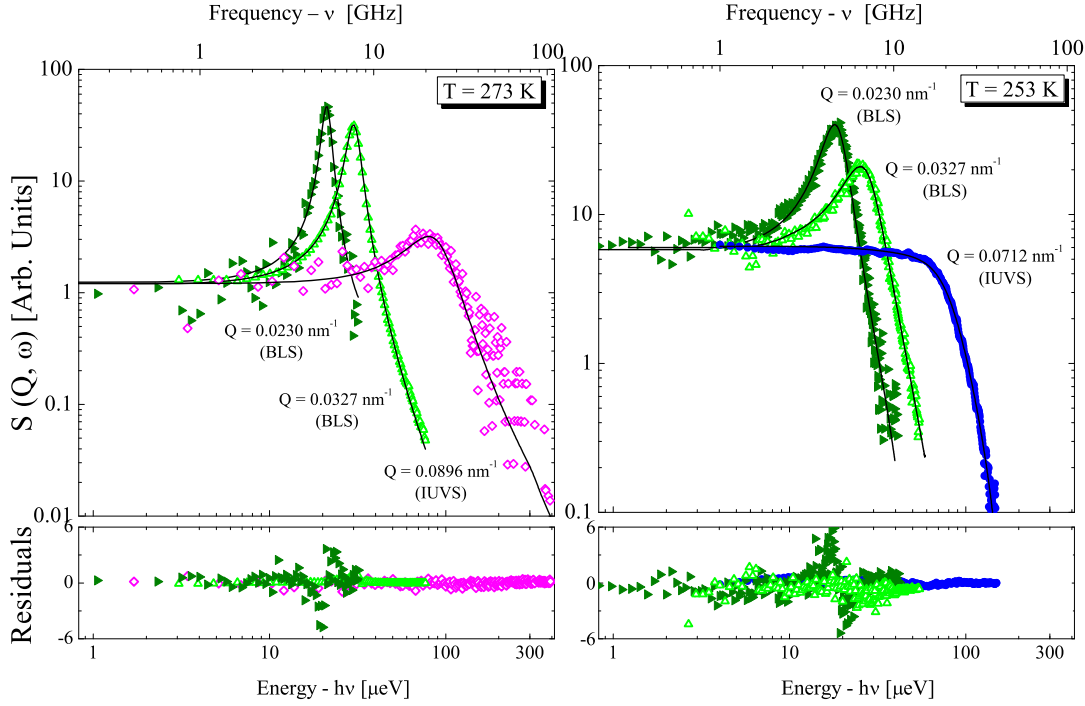 Frequency – ν [GHz]
Frequency - ν [GHz]
1
10
100
1
10
100
100
10
1
0.1
0.01
S (Q, ω) [Arb. Units]
T = 273 K
Q = 0.0230 nm⁻¹
(BLS)
Q = 0.0327 nm⁻¹
(BLS)
Q = 0.0896 nm⁻¹
(IUVS)
100
10
1
0.1
T = 253 K
Q = 0.0230 nm⁻¹
(BLS)
Q = 0.0327 nm⁻¹
(BLS)
Q = 0.0712 nm⁻¹
(IUVS)
Residuals
6
0
-6
6
0
-6
1
10
100
300
1
10
100
300
Energy - hν [μeV]
Energy - hν [μeV]